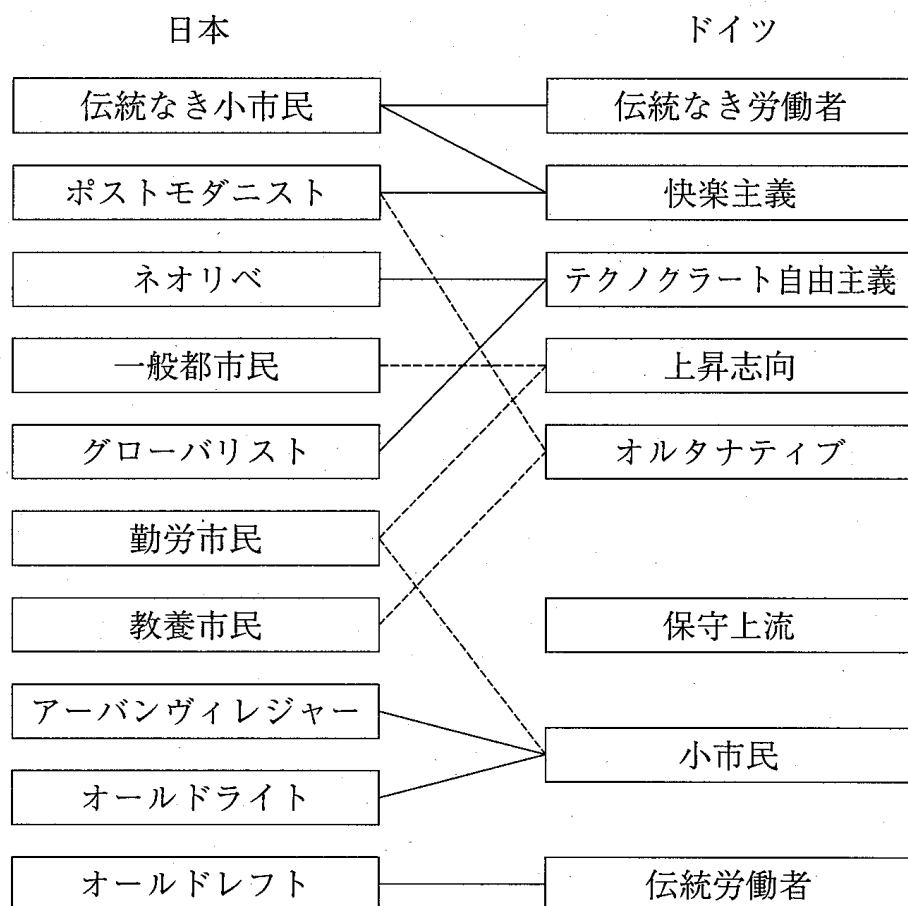 日本 ドイツ
伝統なき小市民 伝統なき労働者
ポストモダニスト 快楽主義
ネオリベ テクノクラート自由主義
一般都市民 上昇志向
グローバリスト オルタナティブ
勤労市民
教養市民 保守上流
アーバンヴィレジャー
小市民
オールドライト
オールドレフト 伝統労働者